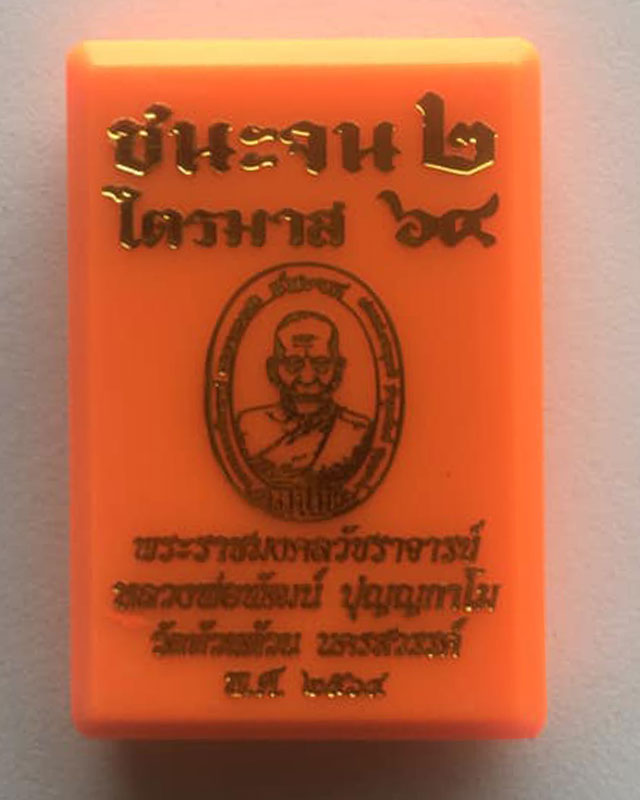 ชนะจน ๒
ไตรมาส ๖๔
พระราชมงคลวัชราจารย์
หลวงพ่อพัฒน์ ปุญฺญกาโม
วัดห้วยด้วน นครสวรรค์
พ.ศ. ๒๕๖๔